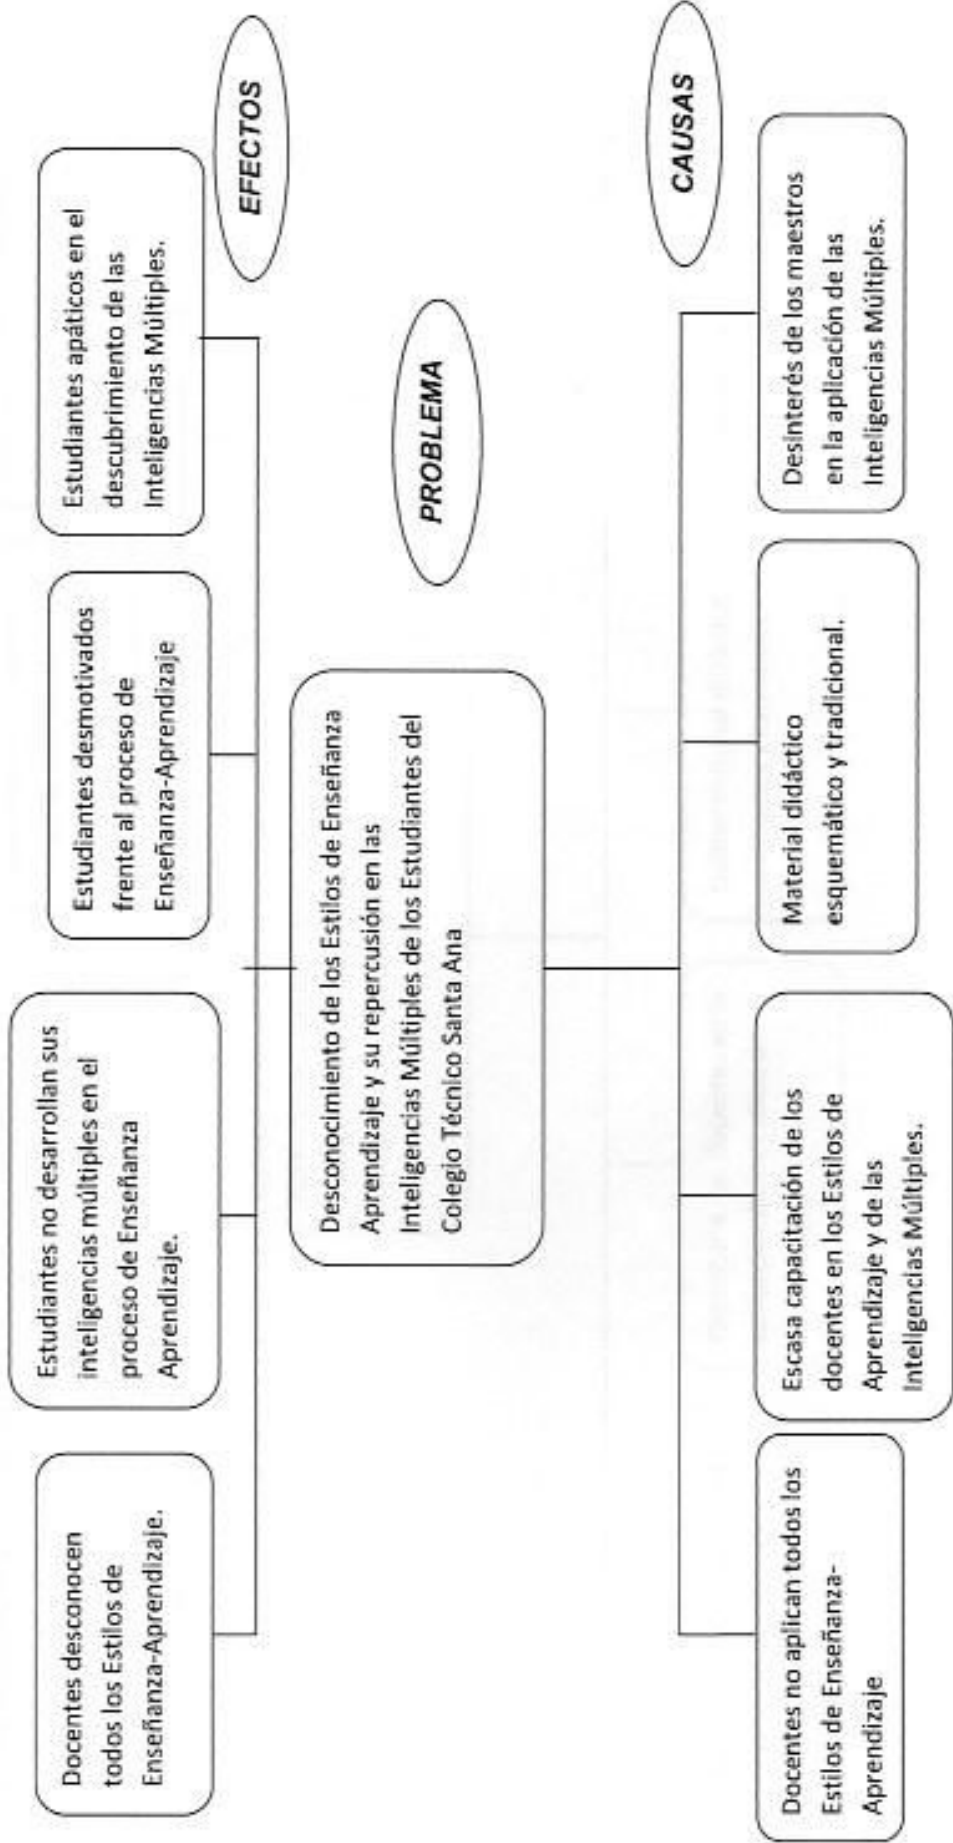 Docentes desconocen
todos los Estilos de
Enseñanza-Aprendizaje.
Estudiantes no desarrollan sus
inteligencias múltiples en el
proceso de Enseñanza
Aprendizaje.
Estudiantes desmotivados
frente al proceso de
Enseñanza-Aprendizaje
Estudiantes apáticos en el
descubrimiento de las
Inteligencias Múltiples.
EFECTOS
Desconocimiento de los Estilos de Enseñanza
Aprendizaje y su repercusión en las
Inteligencias Múltiples de los Estudiantes del
Colegio Técnico Santa Ana
PROBLEMA
CAUSAS
Docentes no aplican todos los
Estilos de Enseñanza-
Aprendizaje
Escasa capacitación de los
docentes en los Estilos de
Aprendizaje y de las
Inteligencias Múltiples.
Material didáctico
esquemático y tradicional.
Desinterés de los maestros
en la aplicación de las
Inteligencias Múltiples.